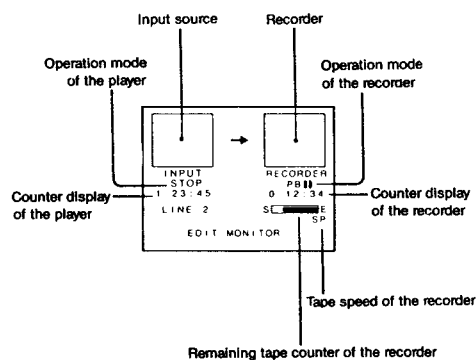 Input source
Recorder
Operation mode
of the player
Operation mode
of the recorder
INPUT
STOP
1 23:45
LINE 2
RECORDER
PB
0 12:34
S E
SP
EDIT MONITOR
Counter display
of the player
Counter display
of the recorder
Tape speed of the recorder
Remaining tape counter of the recorder